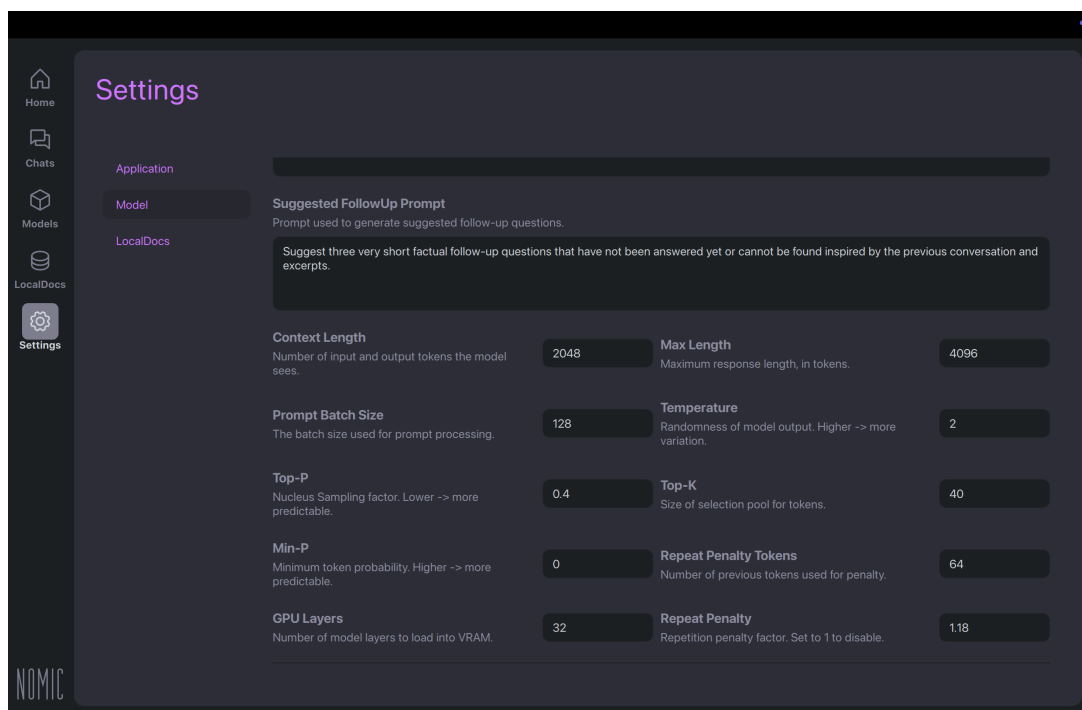 Settings
Home
Chats
Models
LocalDocs
Settings
NOMIC
Application
Model
LocalDocs
Suggested FollowUp Prompt
Prompt used to generate suggested follow-up questions.
Suggest three very short factual follow-up questions that have not been answered yet or cannot be found inspired by the previous conversation and
excerpts.
Context Length
Number of input and output tokens the model
sees.
2048
Max Length
Maximum response length, in tokens.
4096
Prompt Batch Size
The batch size used for prompt processing.
128
Temperature
Randomness of model output. Higher -> more
variation.
2
Top-P
Nucleus Sampling factor. Lower -> more
predictable.
0.4
Top-K
Size of selection pool for tokens.
40
Min-P
Minimum token probability. Higher -> more
predictable.
0
Repeat Penalty Tokens
Number of previous tokens used for penalty.
64
GPU Layers
Number of model layers to load into VRAM.
32
Repeat Penalty
Repetition penalty factor. Set to 1 to disable.
1.18